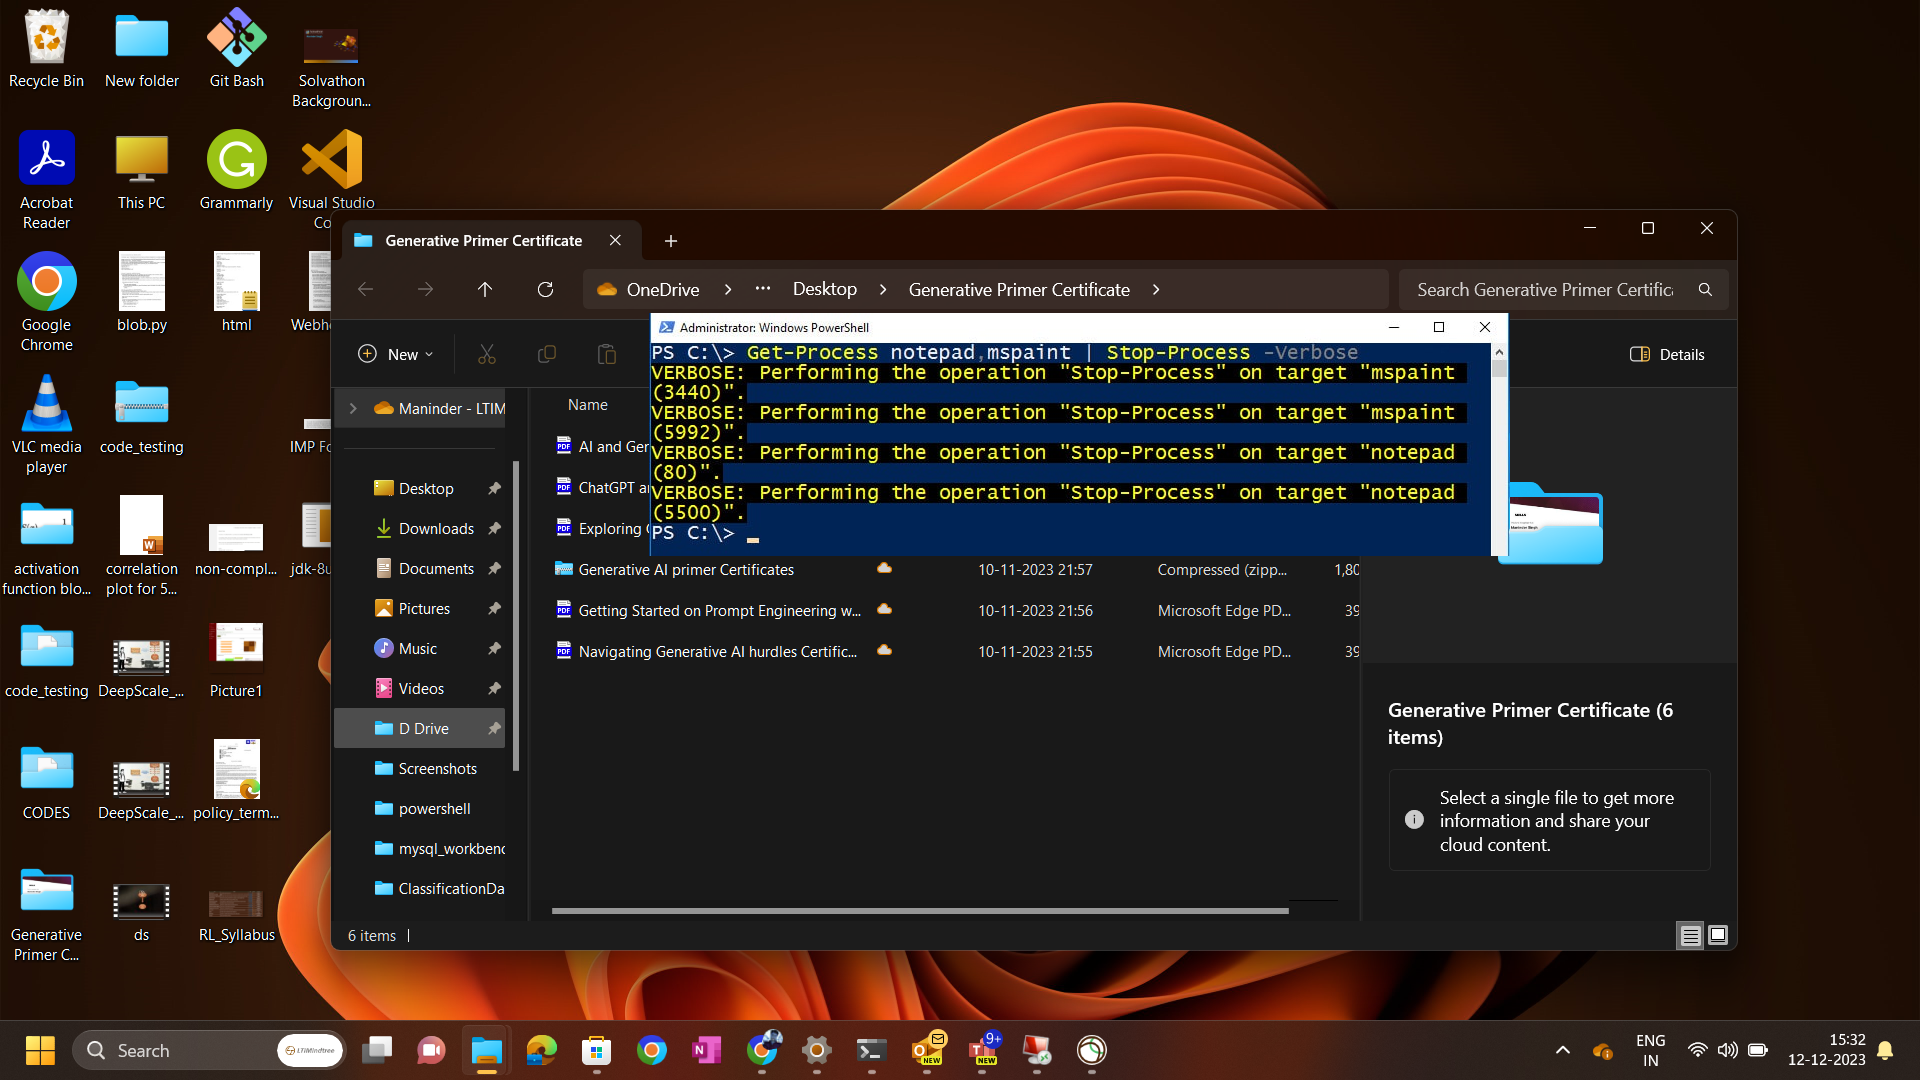 Recycle Bin
New folder
Git Bash
Solvathon
Backgroun...
Acrobat
Reader
This PC
Grammarly
Visual Studio
Co
Google
Chrome
blob.py
html
Webh
VLC media
player
code_testing
IMP Fo
activation
function blo...
correlation
plot for 5...
non-compl...
jdk-8u
code_testing
DeepScale_...
Picture1
CODES
DeepScale_...
policy_term...
Generative
Primer C...
ds
RL_Syllabus
Generative Primer Certificate
OneDrive
...
Desktop
Generative Primer Certificate
Search Generative Primer Certific
New
Details
Maninder - LTIM
Desktop
Downloads
Documents
Pictures
Music
Videos
D Drive
Screenshots
powershell
mysql_workben
ClassificationDa
Name
AI and Gen
ChatGPT an
Exploring
Generative AI primer Certificates
10-11-2023 21:57
Compressed (zipp...
1,80
Getting Started on Prompt Engineering w...
10-11-2023 21:56
Microsoft Edge PD...
39
Navigating Generative AI hurdles Certific...
10-11-2023 21:55
Microsoft Edge PD...
39
Administrator: Windows PowerShell
PS C:\> Get-Process notepad,mspaint | Stop-Process -Verbose
VERBOSE: Performing the operation "Stop-Process" on target "mspaint
(3440)".
VERBOSE: Performing the operation "Stop-Process" on target "mspaint
(5992)".
VERBOSE: Performing the operation "Stop-Process" on target "notepad
(80)".
VERBOSE: Performing the operation "Stop-Process" on target "notepad
(5500)".
PS C:\> _
Generative Primer Certificate (6
items)
Select a single file to get more
information and share your
cloud content.
6 items
Search
LTIMindtree
NEW
9+
NEW
ENG
IN
15:32
12-12-2023